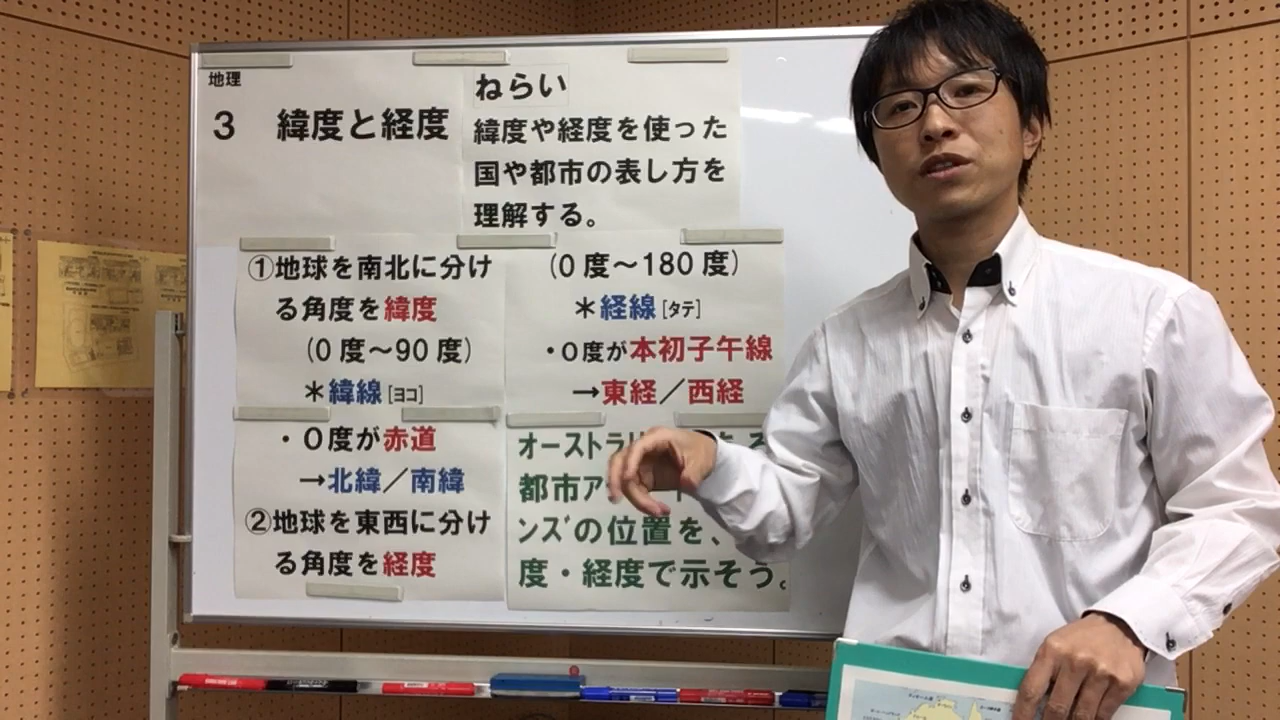 地理
3 緯度と経度
ねらい
緯度や経度を使った
国や都市の表し方を
理解する。
①地球を南北に分け
る角度を緯度
(0度～90度)
＊緯線[ヨコ]
・0度が赤道
→北緯／南緯
②地球を東西に分け
る角度を経度
(0度～180度)
＊経線[タテ]
・0度が本初子午線
→東経／西経
オーストラリ
都市ア
ンズの位置を、
度・経度で示そう。